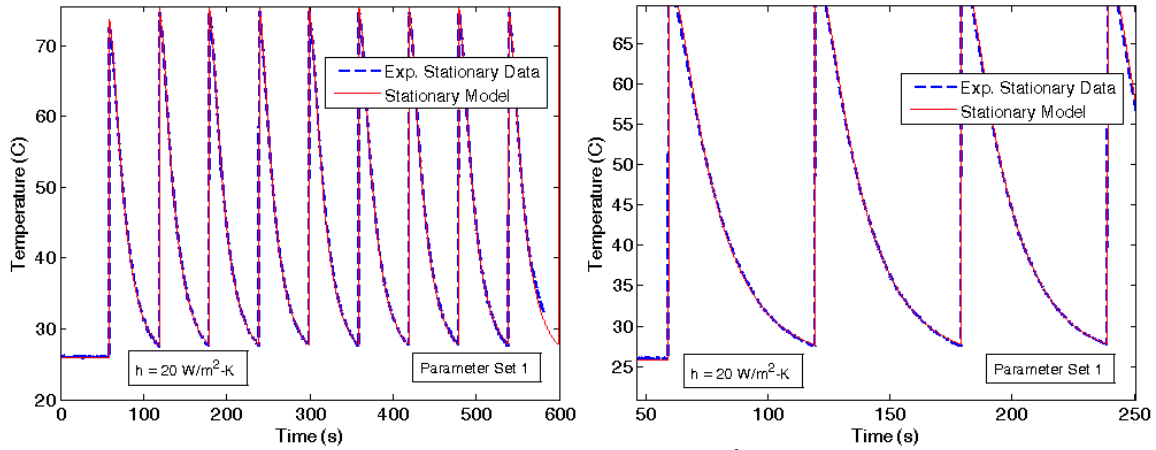 70
60
50
40
30
20
Temperature (C)
Exp. Stationary Data
Stationary Model
h = 20 W/m²-K
Parameter Set 1
0
100
200
300
400
500
600
Time (s)
65
60
55
50
45
40
35
30
25
Temperature (C)
Exp. Stationary Data
Stationary Model
h = 20 W/m²-K
Parameter Set 1
50
100
150
200
250
Time (s)